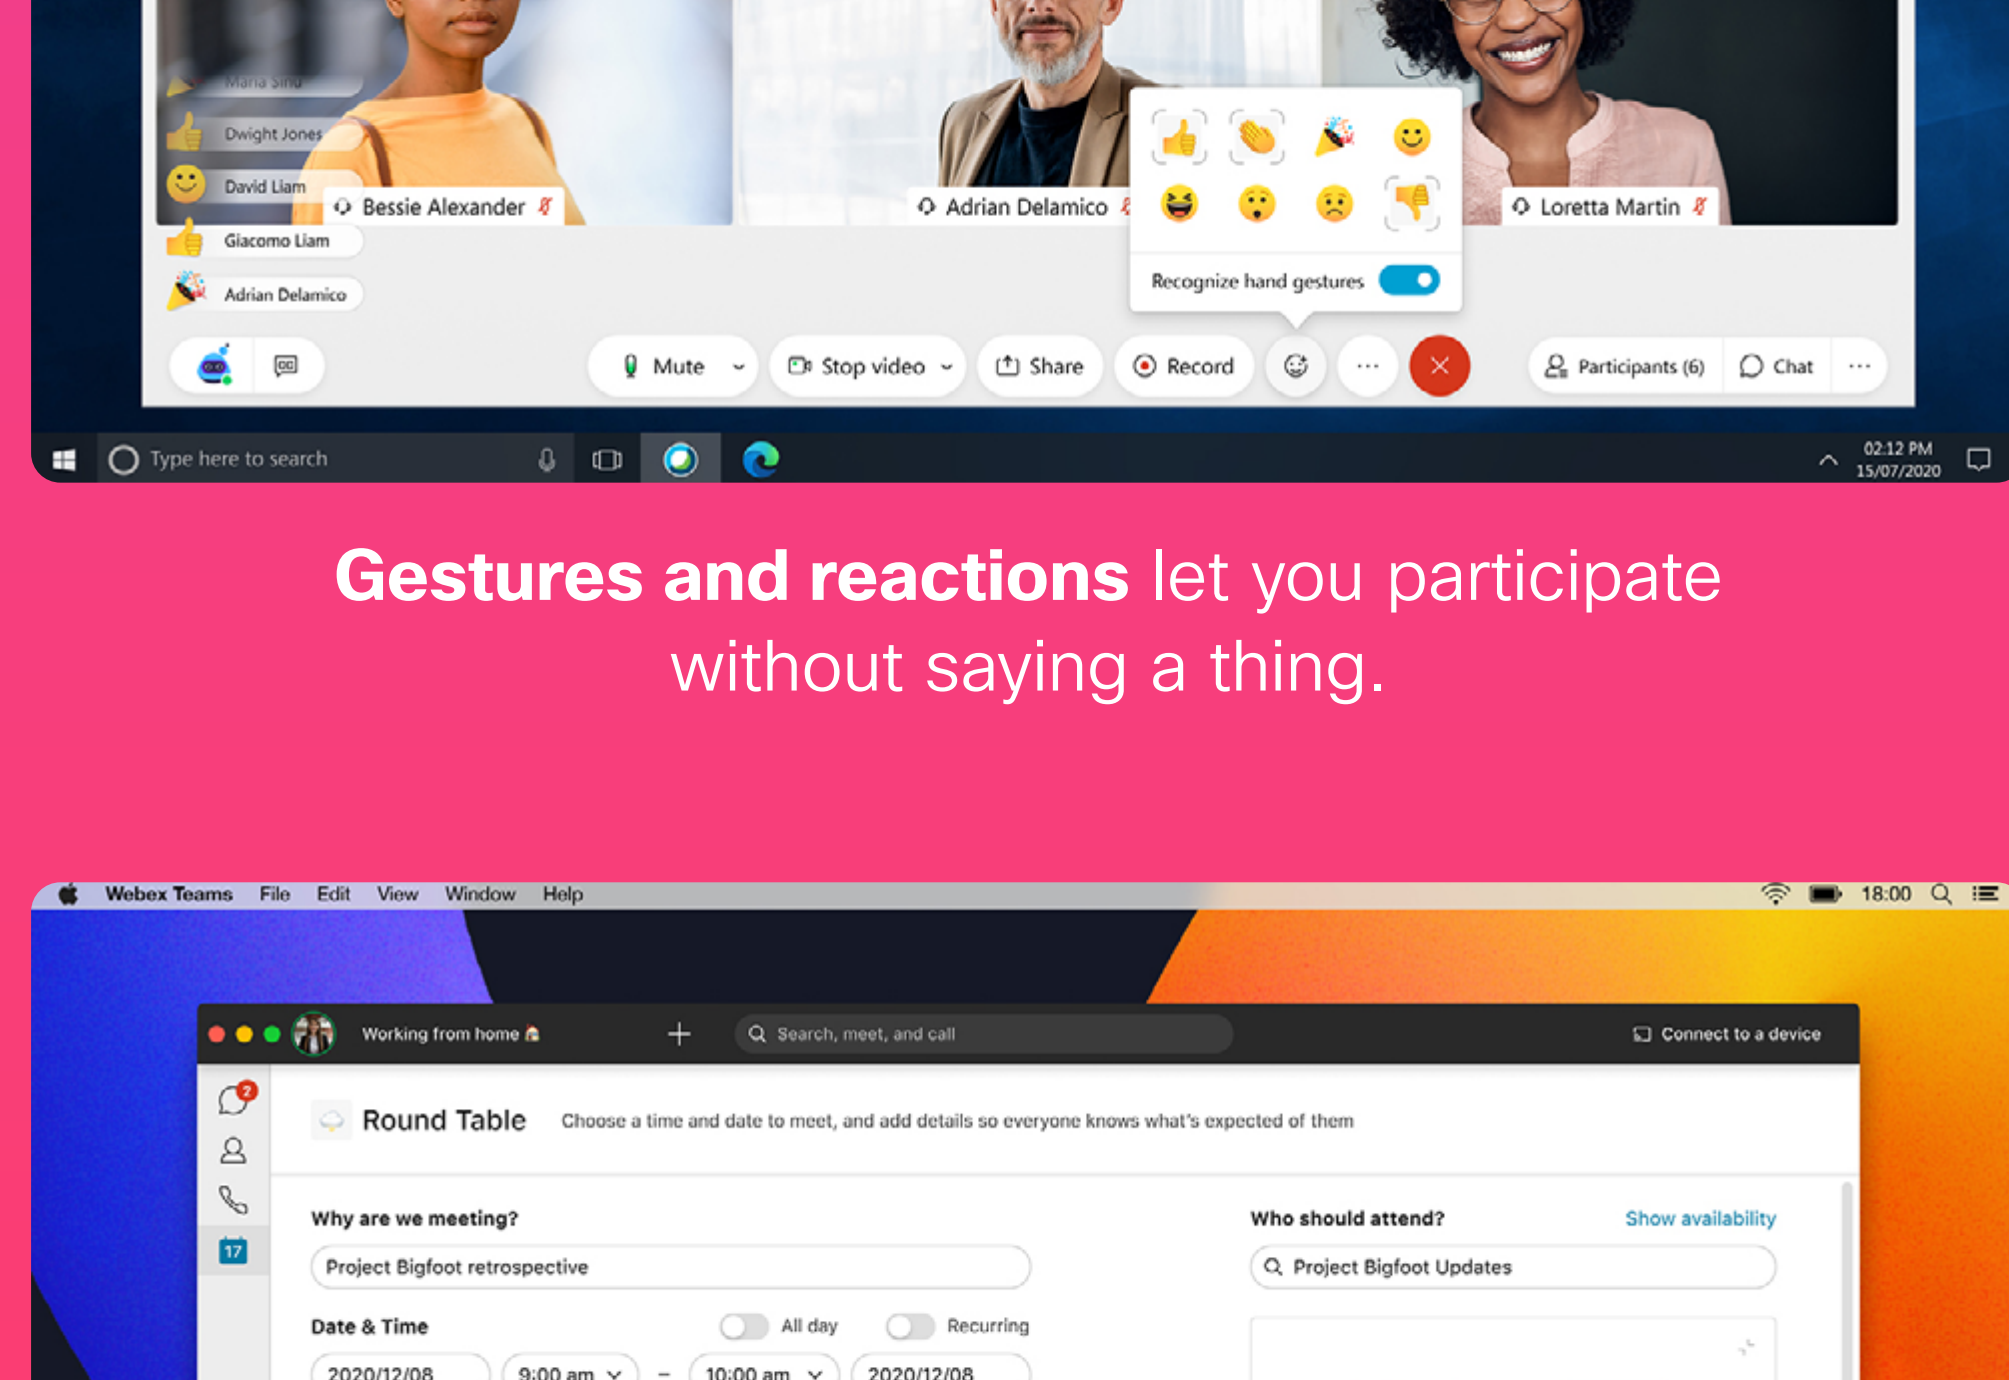 Maria Sinu
Dwight Jones
David Liam
Bessie Alexander
Adrian Delamico
Loretta Martin
Giacomo Liam
Adrian Delamico
Recognize hand gestures
CC
Mute
Stop video
Share
Record
Participants (6)
Chat
Type here to search
02:12 PM
15/07/2020
Gestures and reactions let you participate
without saying a thing.
Webex Teams File Edit View Window Help
18:00
Working from home
Search, meet, and call
Connect to a device
2
Round Table
Choose a time and date to meet, and add details so everyone knows what's expected of them
17
Why are we meeting?
Project Bigfoot retrospective
Who should attend?
Show availability
Project Bigfoot Updates
Date & Time
All day
Recurring
2020/12/08
9:00 am
–
10:00 am
2020/12/08